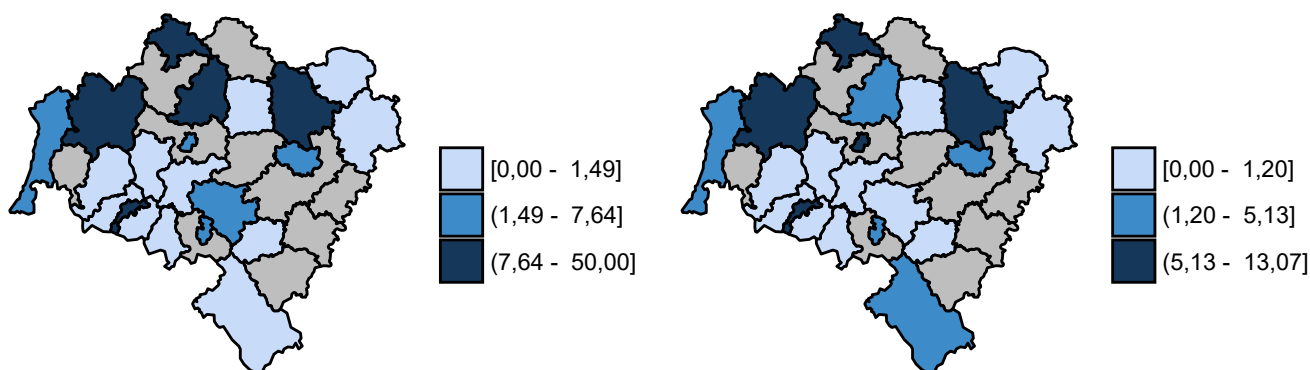 [0,00 - 1,49]
(1,49 - 7,64]
(7,64 - 50,00]
[0,00 - 1,20]
(1,20 - 5,13]
(5,13 - 13,07]